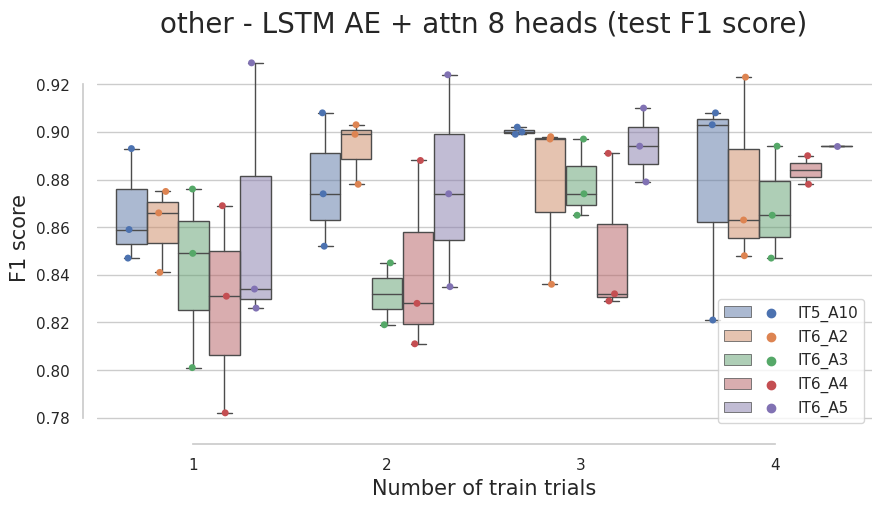 other - LSTM AE + attn 8 heads (test F1 score)
0.92
0.90
0.88
0.86
0.84
0.82
0.80
0.78
F1 score
IT5_A10
IT6_A2
IT6_A3
IT6_A4
IT6_A5
1 2 3 4
Number of train trials